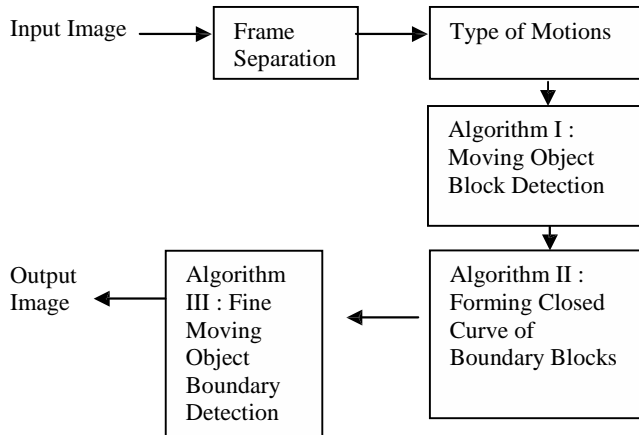 Input Image
Frame
Separation
Type of Motions
Algorithm I :
Moving Object
Block Detection
Algorithm II :
Forming Closed
Curve of
Boundary Blocks
Algorithm
III : Fine
Moving
Object
Boundary
Detection
Output
Image